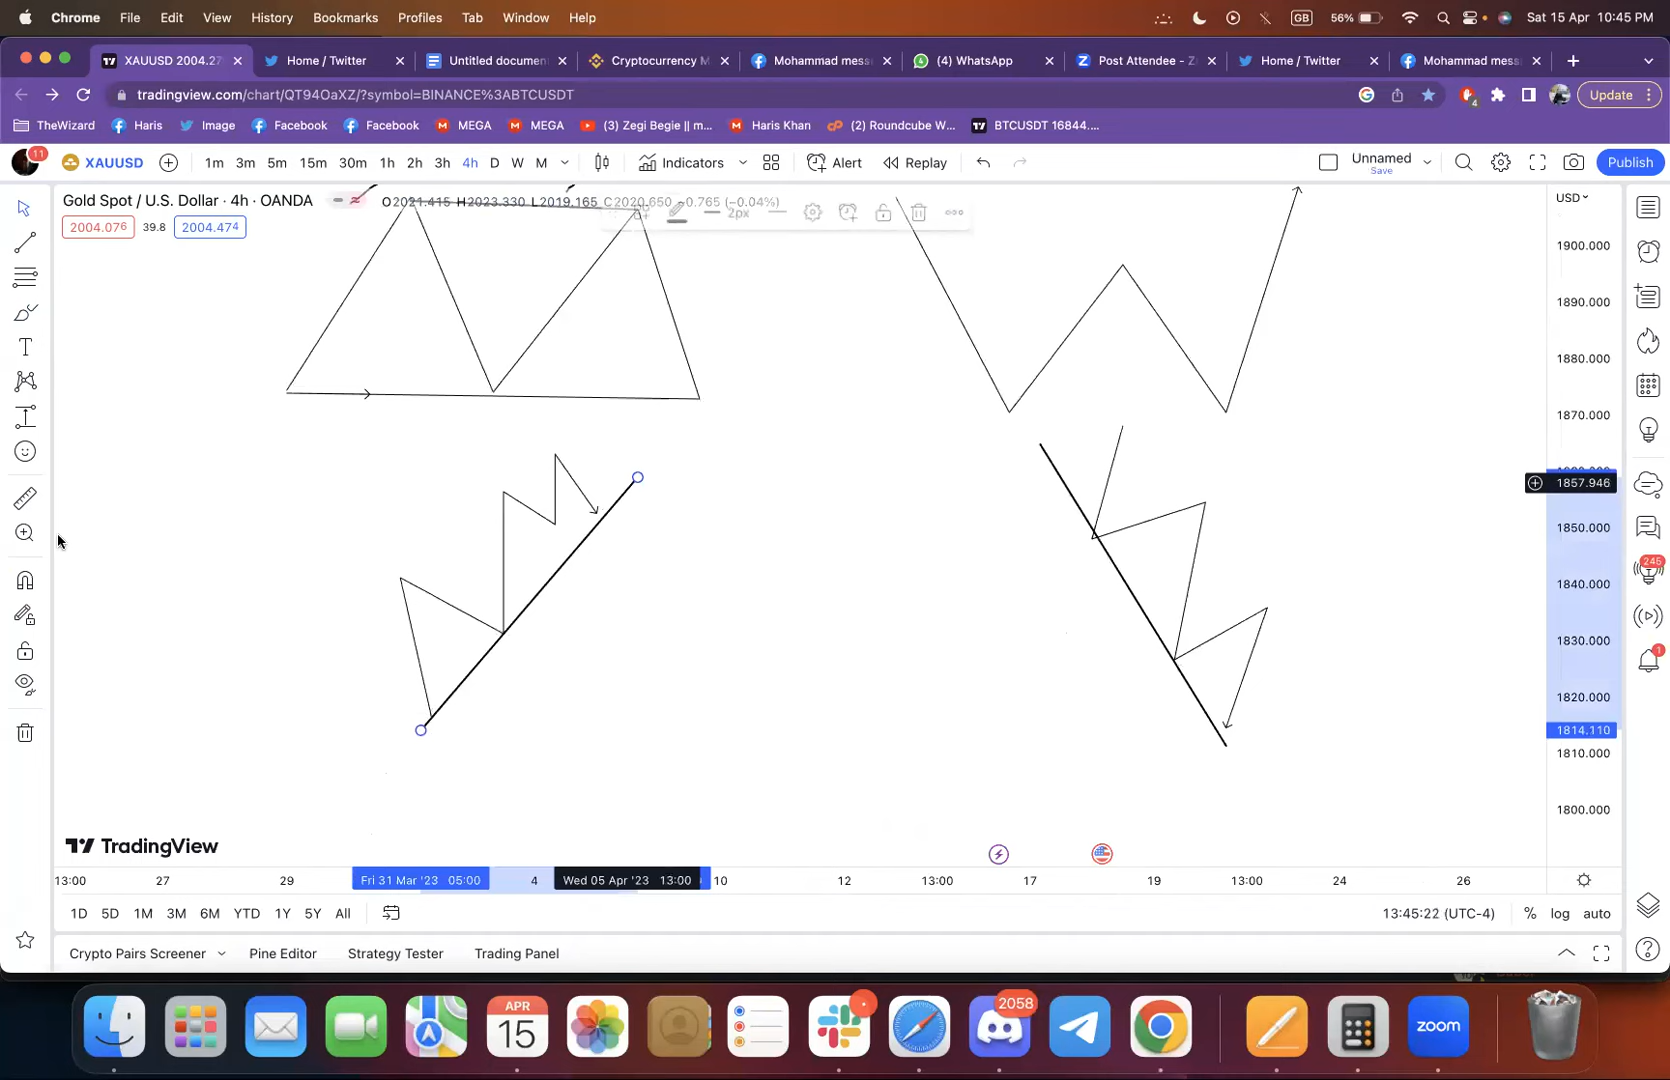 Chrome File Edit View History Bookmarks Profiles Tab Window Help GB 56% Sat 15 Apr 10:45 PM
XAUUSD 2004.27 Home / Twitter Untitled documen Cryptocurrency M Mohammad mess (4) WhatsApp Post Attendee - Z Home / Twitter Mohammad mess
tradingview.com/chart/QT94OaXZ/?symbol=BINANCE%3ABTCUSDT 4 Update
TheWizard Haris Image Facebook Facebook MEGA MEGA (3) Zegi Begie || m... Haris Khan (2) Roundcube W... BTCUSDT 16844....
11 XAUUSD 1m 3m 5m 15m 30m 1h 2h 3h 4h D W M Indicators Alert Replay Unnamed Save Publish
Gold Spot / U.S. Dollar · 4h · OANDA O2021.415 H2023.330 L2019.165 C2020.650 −0.765 (−0.04%) USD
2px
2004.076 39.8 2004.474
1900.000
1890.000
1880.000
1870.000
1857.946
1850.000
245
1840.000
1830.000
1
1820.000
1814.110
1810.000
1800.000
TradingView
13:00 27 29 Fri 31 Mar '23 05:00 4 Wed 05 Apr '23 13:00 10 12 13:00 17 19 13:00 24 26
1D 5D 1M 3M 6M YTD 1Y 5Y All 13:45:22 (UTC-4) % log auto
Crypto Pairs Screener Pine Editor Strategy Tester Trading Panel
APR
15
2058
zoom